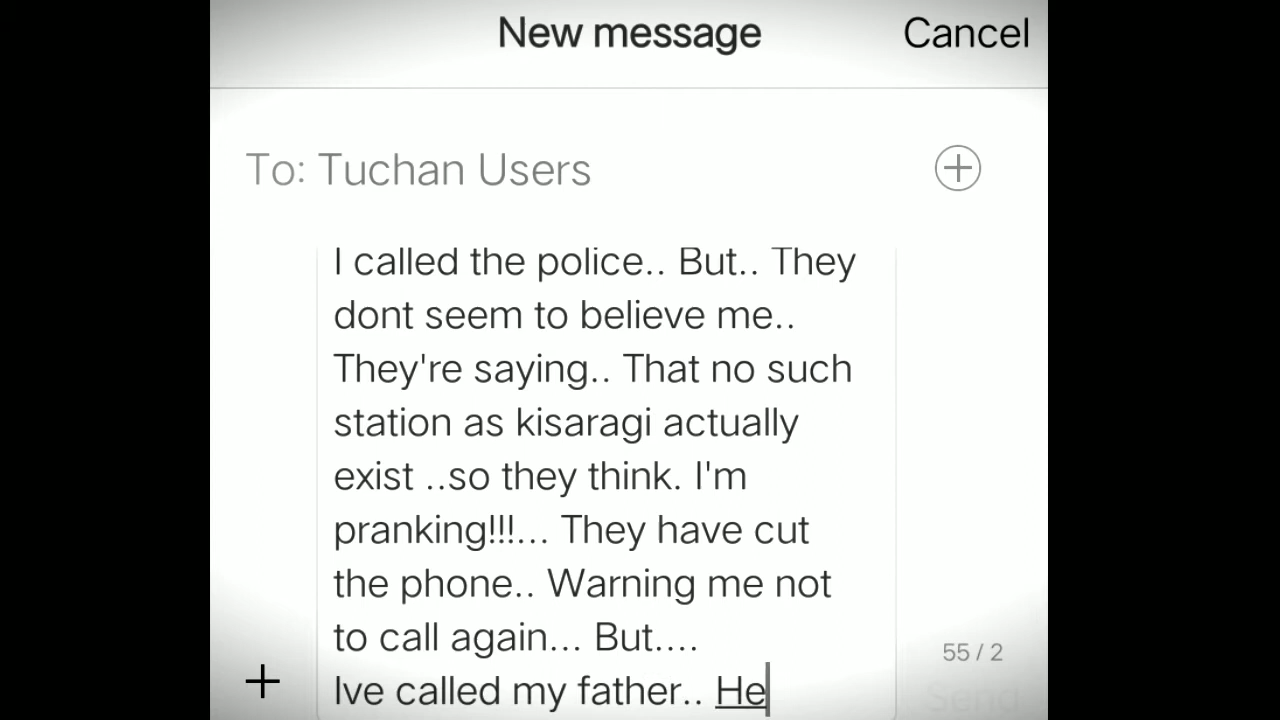 New message Cancel
To: Tuchan Users
I called the police.. But.. They
dont seem to believe me..
They're saying.. That no such
station as kisaragi actually
exist ..so they think. I'm
pranking!!!... They have cut
the phone.. Warning me not
to call again... But....
55 / 2
Ive called my father.. He
Send